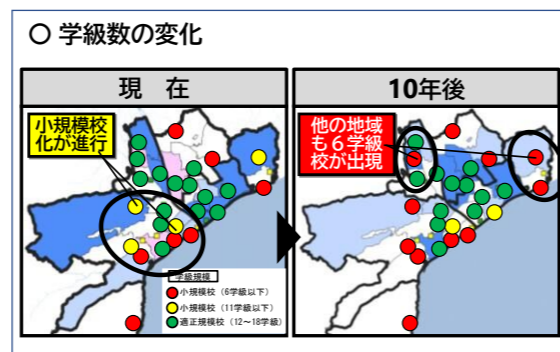 ○ 学級数の変化
現 在
小規模校
化が進行
学級規模
小規模校（6学級以下）
小規模校（11学級以下）
適正規模校（12～18学級）
10年後
他の地域
も６学級
校が出現